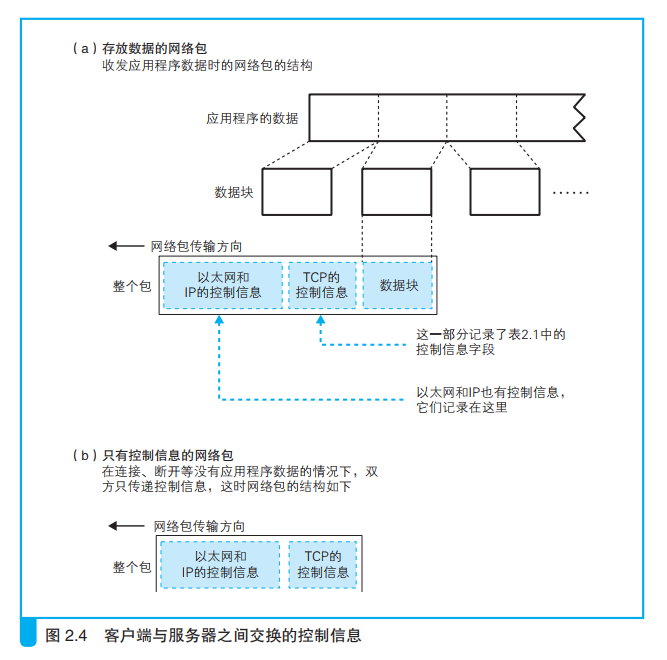 （a）存放数据的网络包
收发应用程序数据时的网络包的结构
应用程序的数据
数据块
……
网络包传输方向
整个包
以太网和
IP的控制信息
TCP的
控制信息
数据块
这一部分记录了表2.1中的
控制信息字段
以太网和IP也有控制信息，
它们记录在这里
（b）只有控制信息的网络包
在连接、断开等没有应用程序数据的情况下，双
方只传递控制信息，这时网络包的结构如下
网络包传输方向
整个包
以太网和
IP的控制信息
TCP的
控制信息
图 2.4 客户端与服务器之间交换的控制信息